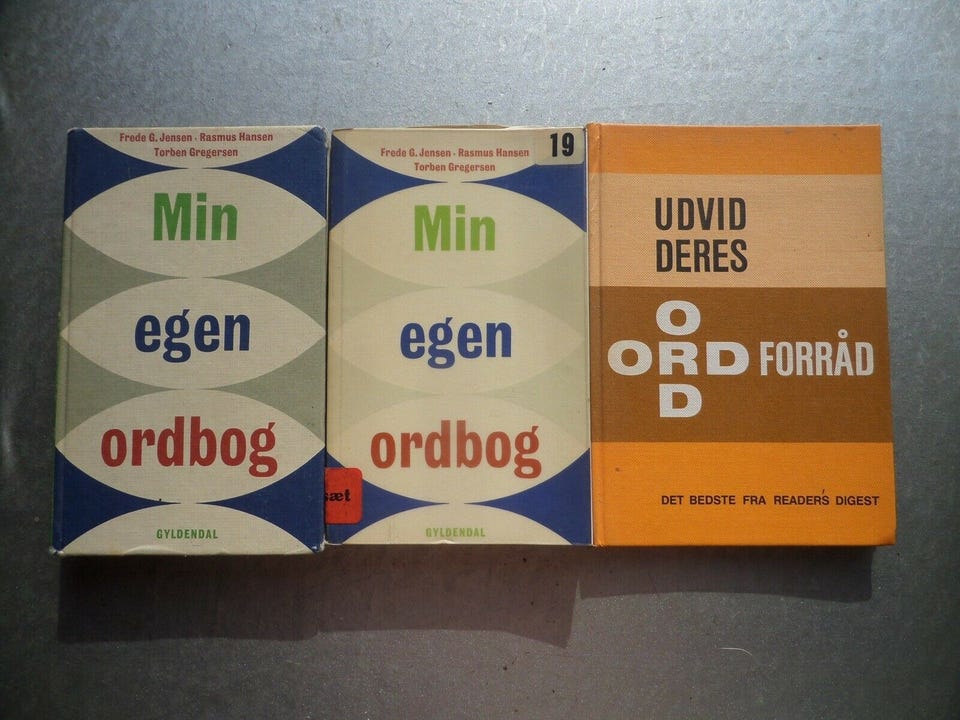 Frede G. Jensen · Rasmus Hansen
Torben Gregersen
Min
egen
ordbog
GYLDENDAL
Frede G. Jensen · Rasmus Hansen
Torben Gregersen
19
Min
egen
ordbog
sæt
GYLDENDAL
UDVID
DERES
O
ORD FORRÅD
D
DET BEDSTE FRA READER'S DIGEST